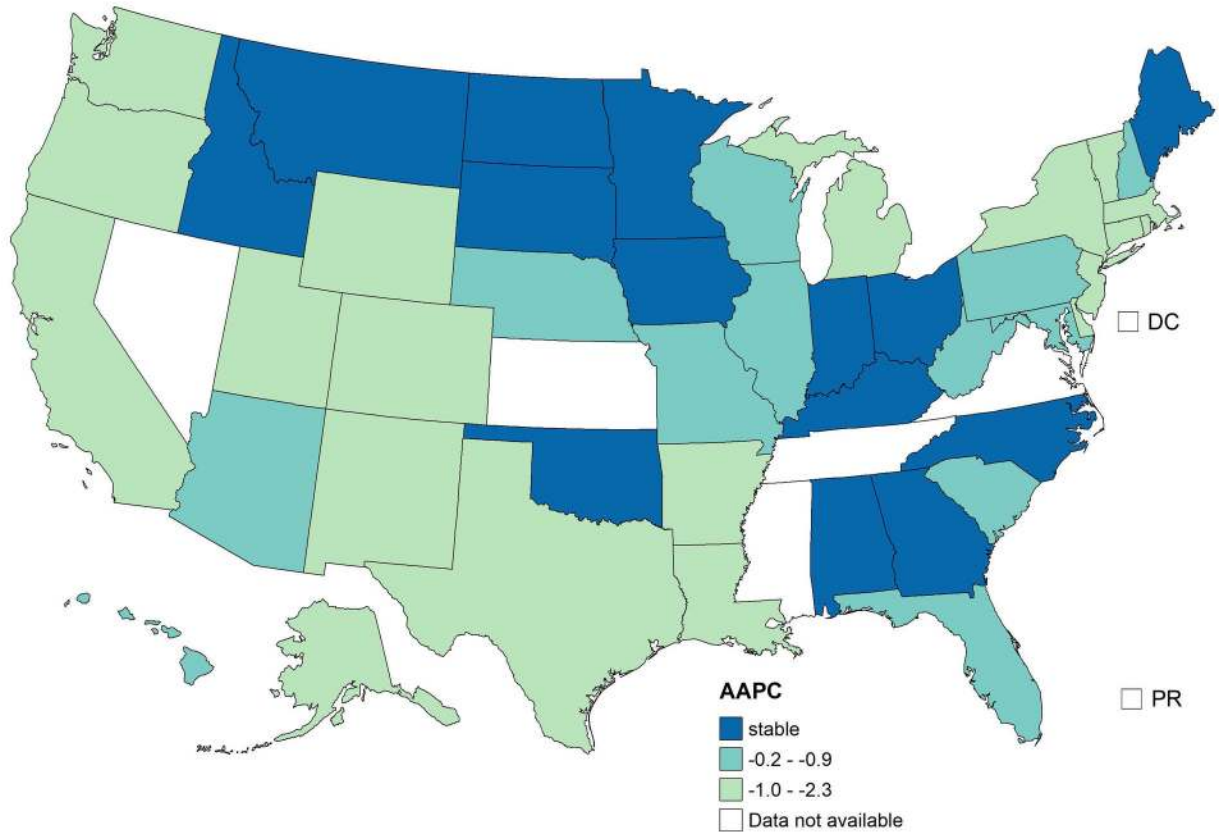 DC
PR
AAPC
stable
-0.2 - -0.9
-1.0 - -2.3
Data not available